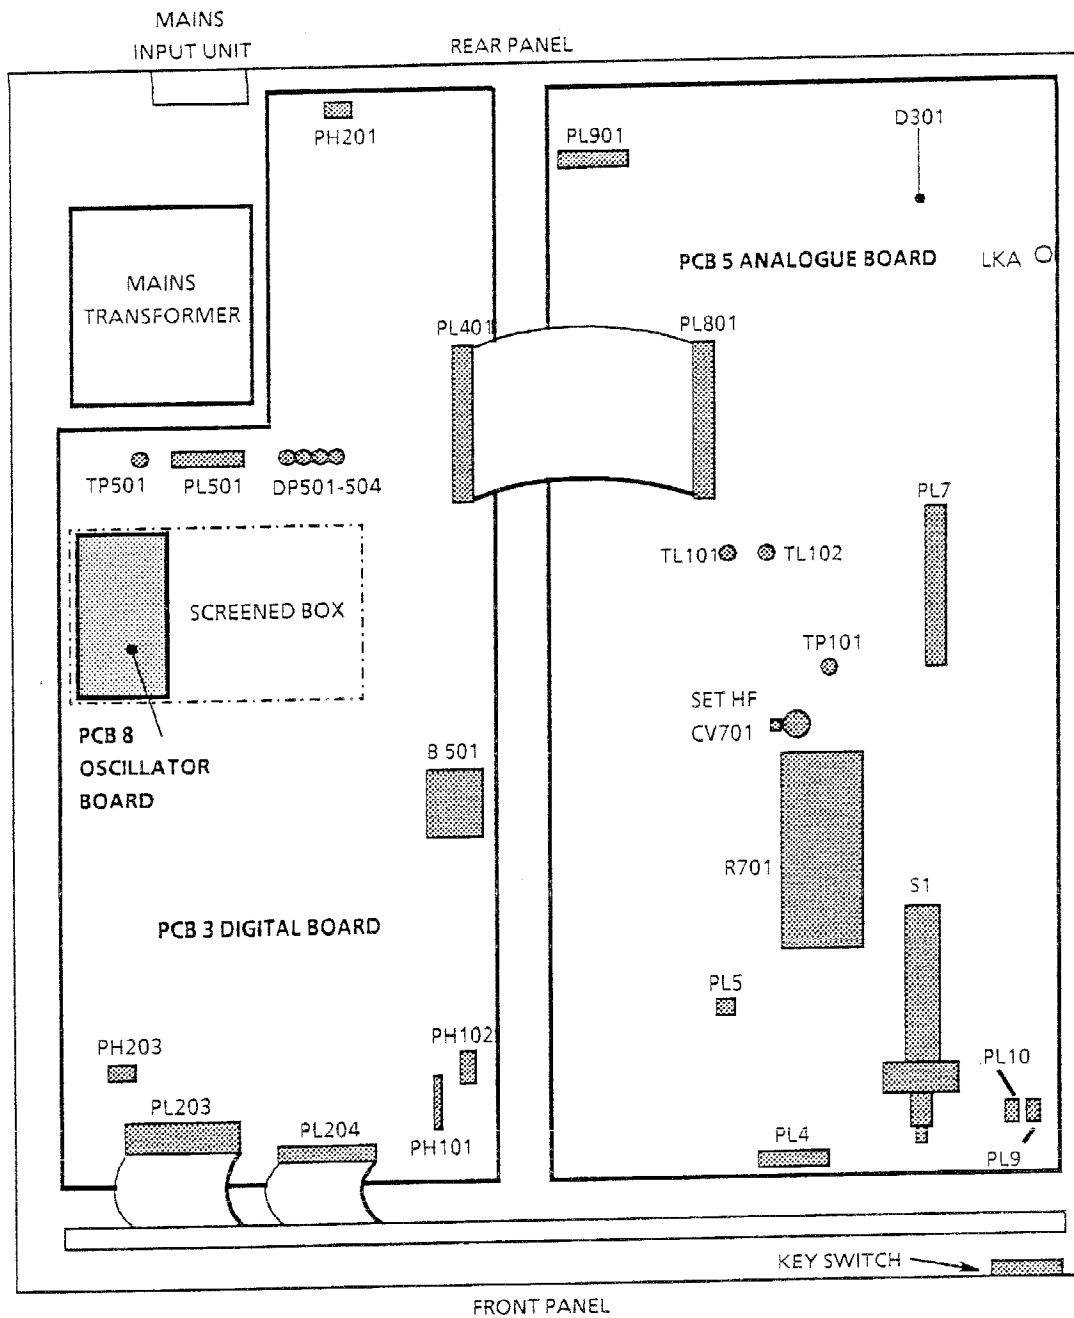 MAINS
INPUT UNIT
REAR PANEL
PH201
PL901
D301
PCB 5 ANALOGUE BOARD
LKA
MAINS
TRANSFORMER
PL401
PL801
TP501
PL501
DP501-504
PL7
TL101
TL102
SCREENED BOX
TP101
SET HF
CV701
PCB 8
OSCILLATOR
BOARD
B 501
R701
S1
PCB 3 DIGITAL BOARD
PL5
PH203
PH102
PL10
PL203
PL204
PH101
PL4
PL9
KEY SWITCH
FRONT PANEL